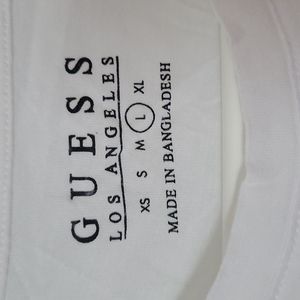 GUESS
LOS ANGELES
XS S M L XL
MADE IN BANGLADESH